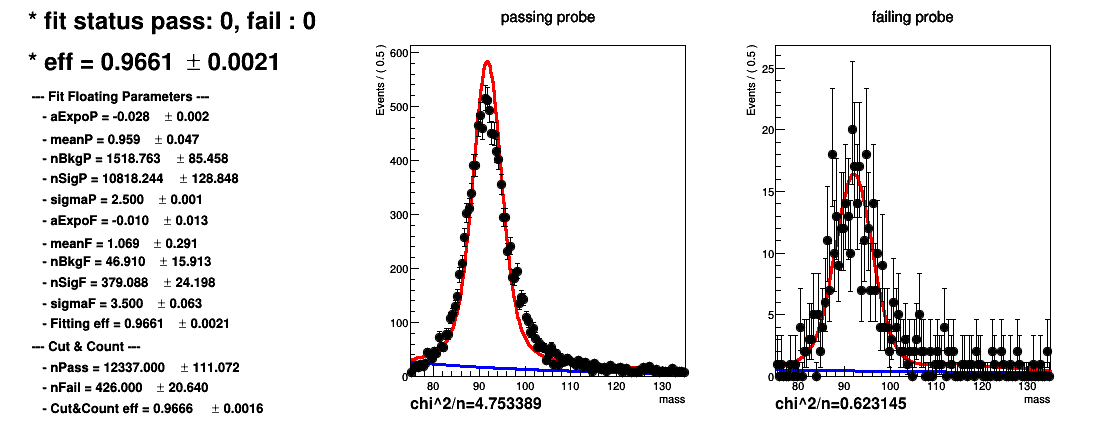 * fit status pass: 0, fail : 0
* eff = 0.9661 ± 0.0021
--- Fit Floating Parameters ---
- aExpoP = -0.028 ± 0.002
- meanP = 0.959 ± 0.047
- nBkgP = 1518.763 ± 85.458
- nSigP = 10818.244 ± 128.848
- sigmaP = 2.500 ± 0.001
- aExpoF = -0.010 ± 0.013
- meanF = 1.069 ± 0.291
- nBkgF = 46.910 ± 15.913
- nSigF = 379.088 ± 24.198
- sigmaF = 3.500 ± 0.063
- Fitting eff = 0.9661 ± 0.0021
--- Cut & Count ---
- nPass = 12337.000 ± 111.072
- nFail = 426.000 ± 20.640
- Cut&Count eff = 0.9666 ± 0.0016
passing probe
Events / ( 0.5 )
600
500
400
300
200
100
0
80 90 100 110 120 130
mass
chi^2/n=4.753389
failing probe
Events / ( 0.5 )
25
20
15
10
5
0
80 90 100 110 120 130
mass
chi^2/n=0.623145